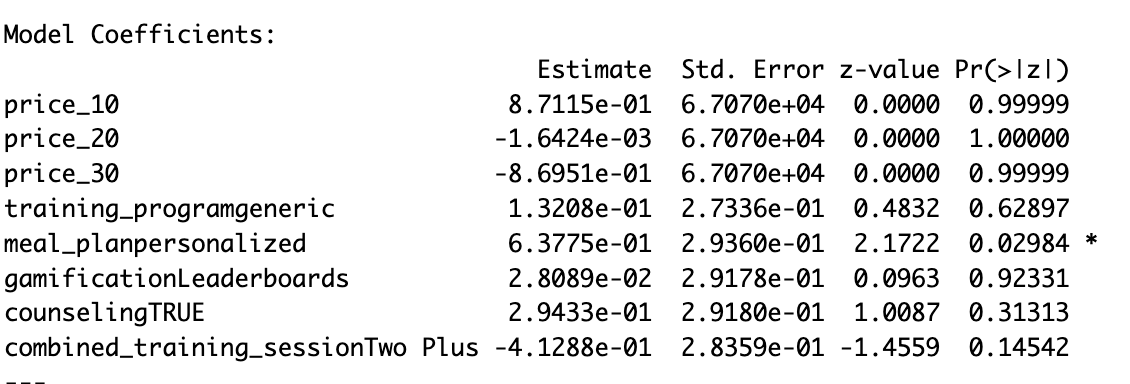 Model Coefficients:
Estimate Std. Error z-value Pr(>|z|)
price_10 8.7115e-01 6.7070e+04 0.0000 0.99999
price_20 -1.6424e-03 6.7070e+04 0.0000 1.00000
price_30 -8.6951e-01 6.7070e+04 0.0000 0.99999
training_programgeneric 1.3208e-01 2.7336e-01 0.4832 0.62897
meal_planpersonalized 6.3775e-01 2.9360e-01 2.1722 0.02984 *
gamificationLeaderboards 2.8089e-02 2.9178e-01 0.0963 0.92331
counselingTRUE 2.9433e-01 2.9180e-01 1.0087 0.31313
combined_training_sessionTwo Plus -4.1288e-01 2.8359e-01 -1.4559 0.14542
---